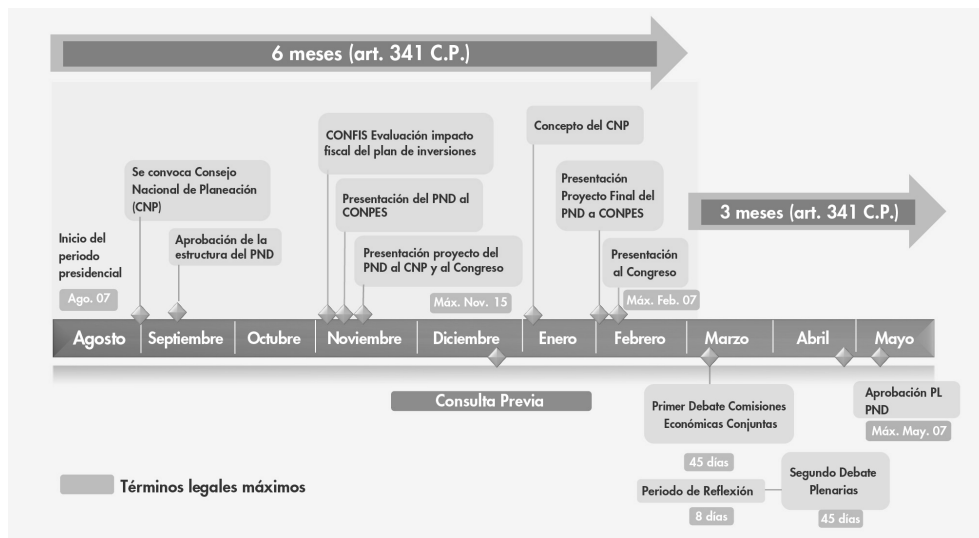 6 meses (art. 341 C.P.)
Concepto del CNP
CONFIS Evaluación impacto
fiscal del plan de inversiones
Se convoca Consejo
Nacional de Planeación
(CNP)
Presentación
Proyecto Final del
PND a CONPES
Presentación del PND al
CONPES
3 meses (art. 341 C.P.)
Inicio del
periodo
presidencial
Ago. 07
Aprobación de la
estructura del PND
Presentación proyecto del
PND al CNP y al Congreso
Máx. Nov. 15
Presentación
al Congreso
Máx. Feb. 07
Agosto
Septiembre
Octubre
Noviembre
Diciembre
Enero
Febrero
Marzo
Abril
Mayo
Consulta Previa
Primer Debate Comisiones
Económicas Conjuntas
45 días
Aprobación PL
PND
Máx. May. 07
Periodo de Reflexión
8 días
Segundo Debate
Plenarias
45 días
Términos legales máximos